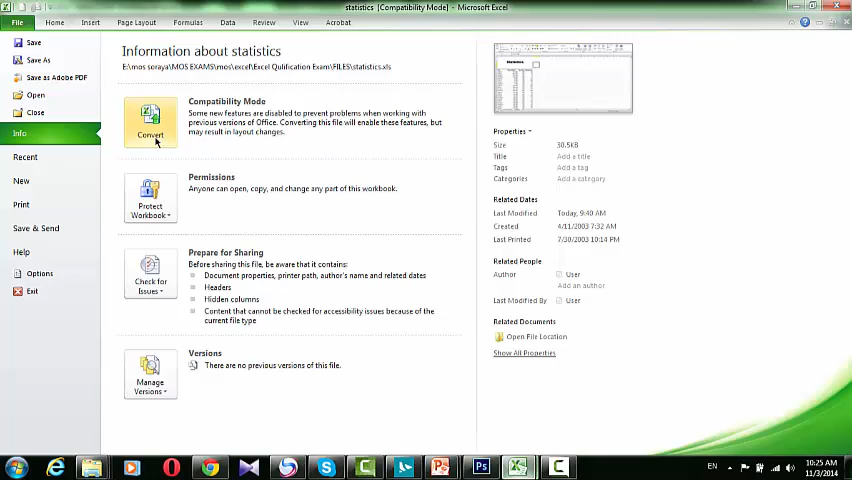 statistics [Compatibility Mode] - Microsoft Excel
File Home Insert Page Layout Formulas Data Review View Acrobat
Save
Save As
Save as Adobe PDF
Open
Close
Info
Recent
New
Print
Save & Send
Help
Options
Exit
Information about statistics
E:\mos soraya\MOS EXAMS\mos\excel\Excel Qulification Exam\FILES\statistics.xls
Convert
Compatibility Mode
Some new features are disabled to prevent problems when working with
previous versions of Office. Converting this file will enable these features, but
may result in layout changes.
Protect
Workbook
Permissions
Anyone can open, copy, and change any part of this workbook.
Check for
Issues
Prepare for Sharing
Before sharing this file, be aware that it contains:
Document properties, printer path, author's name and related dates
Headers
Hidden columns
Content that cannot be checked for accessibility issues because of the
current file type
Manage
Versions
Versions
There are no previous versions of this file.
Statistics
Properties
Size 30.5KB
Title Add a title
Tags Add a tag
Categories Add a category
Related Dates
Last Modified Today, 9:40 AM
Created 4/11/2003 7:32 AM
Last Printed 7/30/2003 10:14 PM
Related People
Author User
Add an author
Last Modified By User
Related Documents
Open File Location
Show All Properties
EN
10:25 AM
11/3/2014